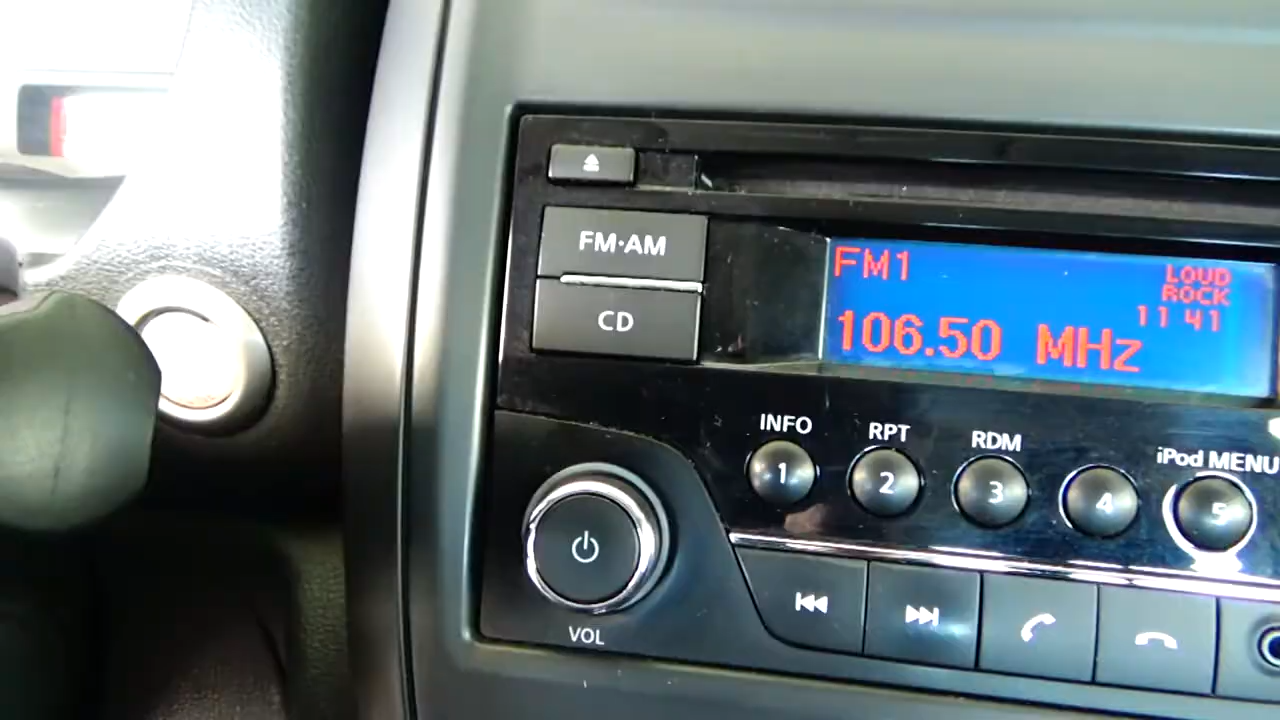 FM·AM
CD
FM1
LOUD
ROCK
11 41
106.50 MHz
INFO
RPT
RDM
iPod MENU
1
2
3
4
5
VOL